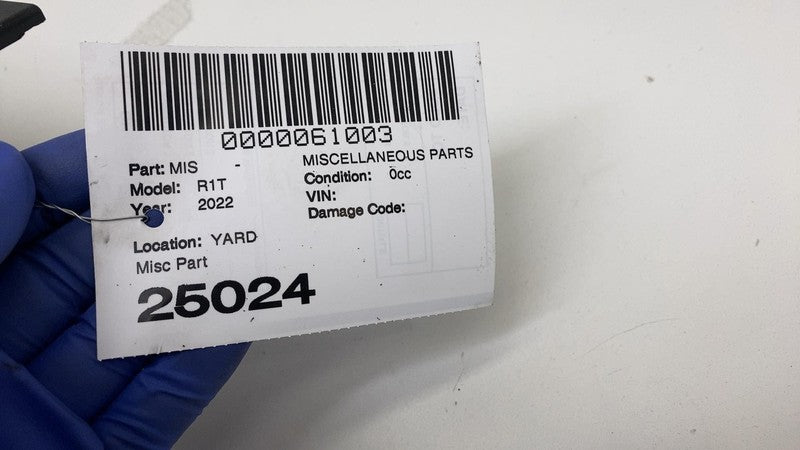 0000061003
Part: MIS - MISCELLANEOUS PARTS
Model: R1T Condition: 0cc
Year: 2022 VIN:
Damage Code:
Location: YARD
Misc Part
25024